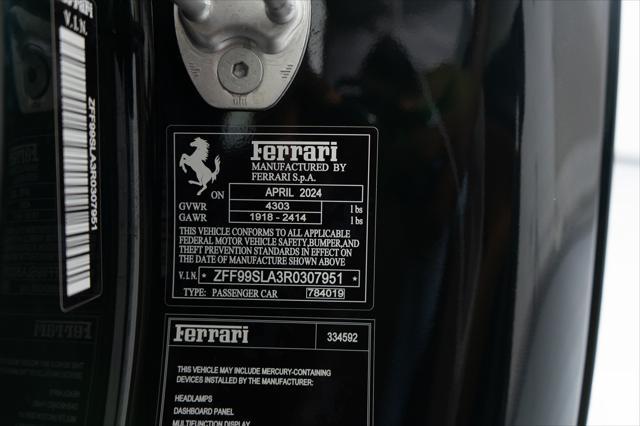 Ferrari
V.I.N.
ZFF99SLA3R0307951
Ferrari
MANUFACTURED BY
FERRARI S.p.A.
ON APRIL 2024
GVWR 4303 lbs
GAWR 1918 - 2414 lbs
THIS VEHICLE CONFORMS TO ALL APPLICABLE
FEDERAL MOTOR VEHICLE SAFETY, BUMPER, AND
THEFT PREVENTION STANDARDS IN EFFECT ON
THE DATE OF MANUFACTURE SHOWN ABOVE
V.I.N. * ZFF99SLA3R0307951 *
TYPE: PASSENGER CAR 784019
Ferrari 334592
THIS VEHICLE MAY INCLUDE MERCURY-CONTAINING
DEVICES INSTALLED BY THE MANUFACTURER:
HEADLAMPS
DASHBOARD PANEL
MULTIFUNCTION DISPLAY